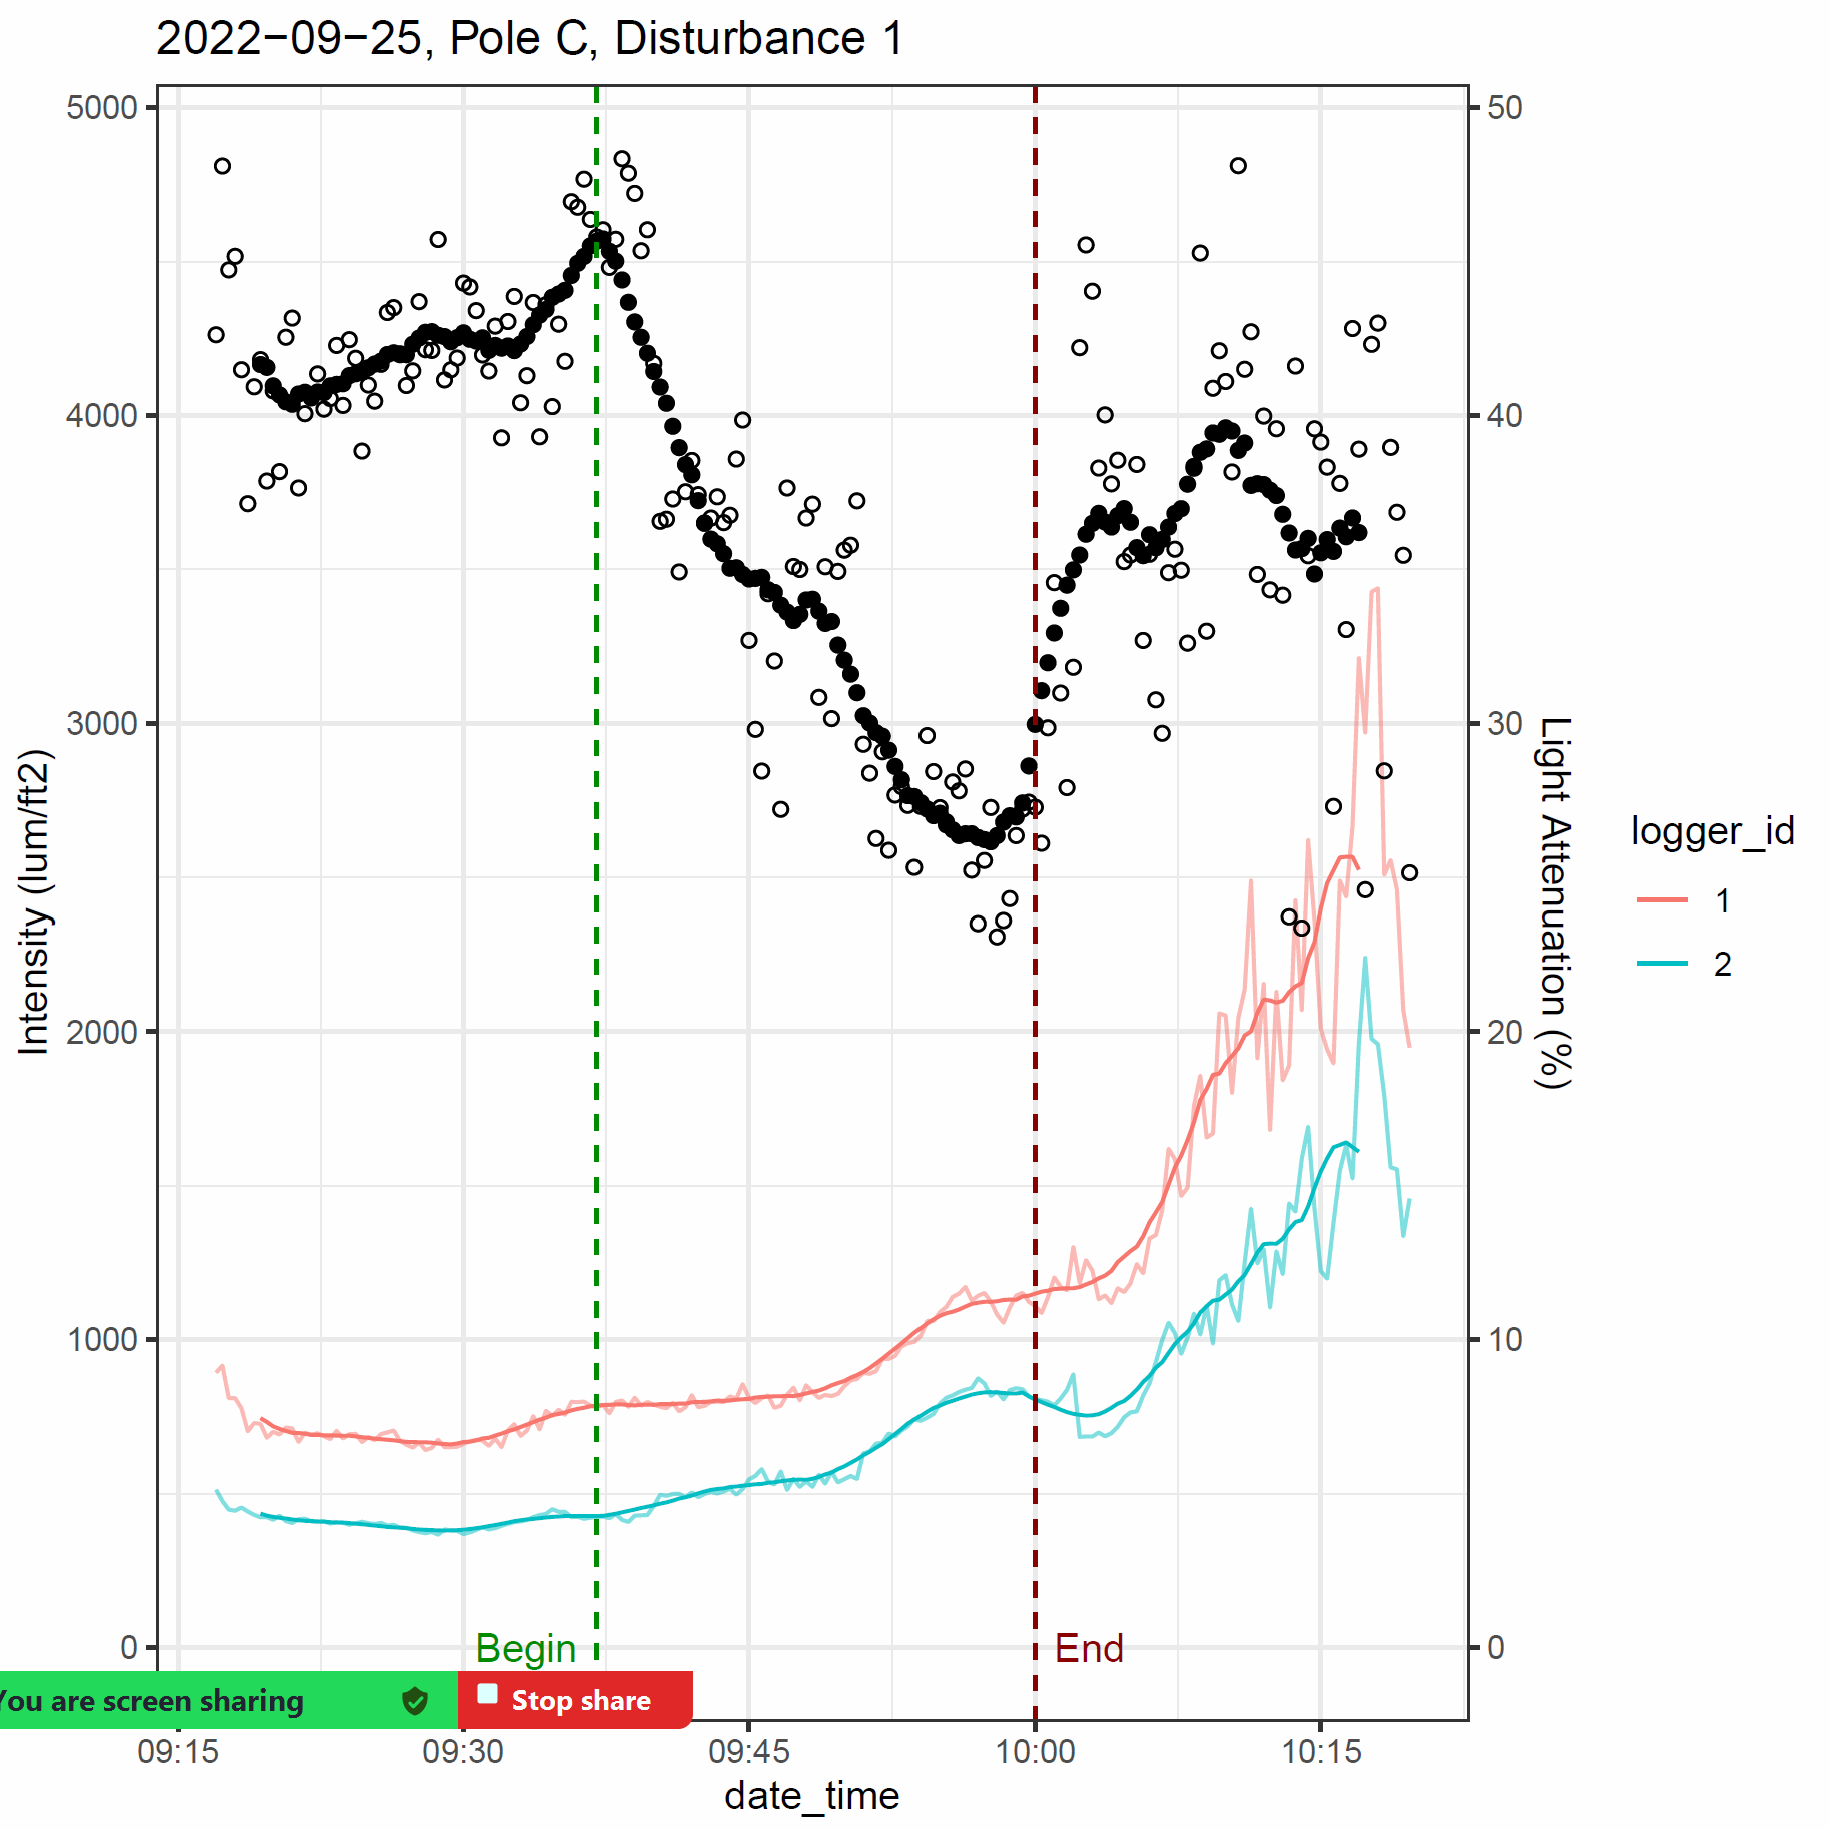 2022−09−25, Pole C, Disturbance 1
5000
4000
3000
2000
1000
0
Intensity (lum/ft2)
50
40
30
20
10
0
Light Attenuation (%)
logger_id
1
2
Begin
End
You are screen sharing
Stop share
09:15
09:30
09:45
10:00
10:15
date_time